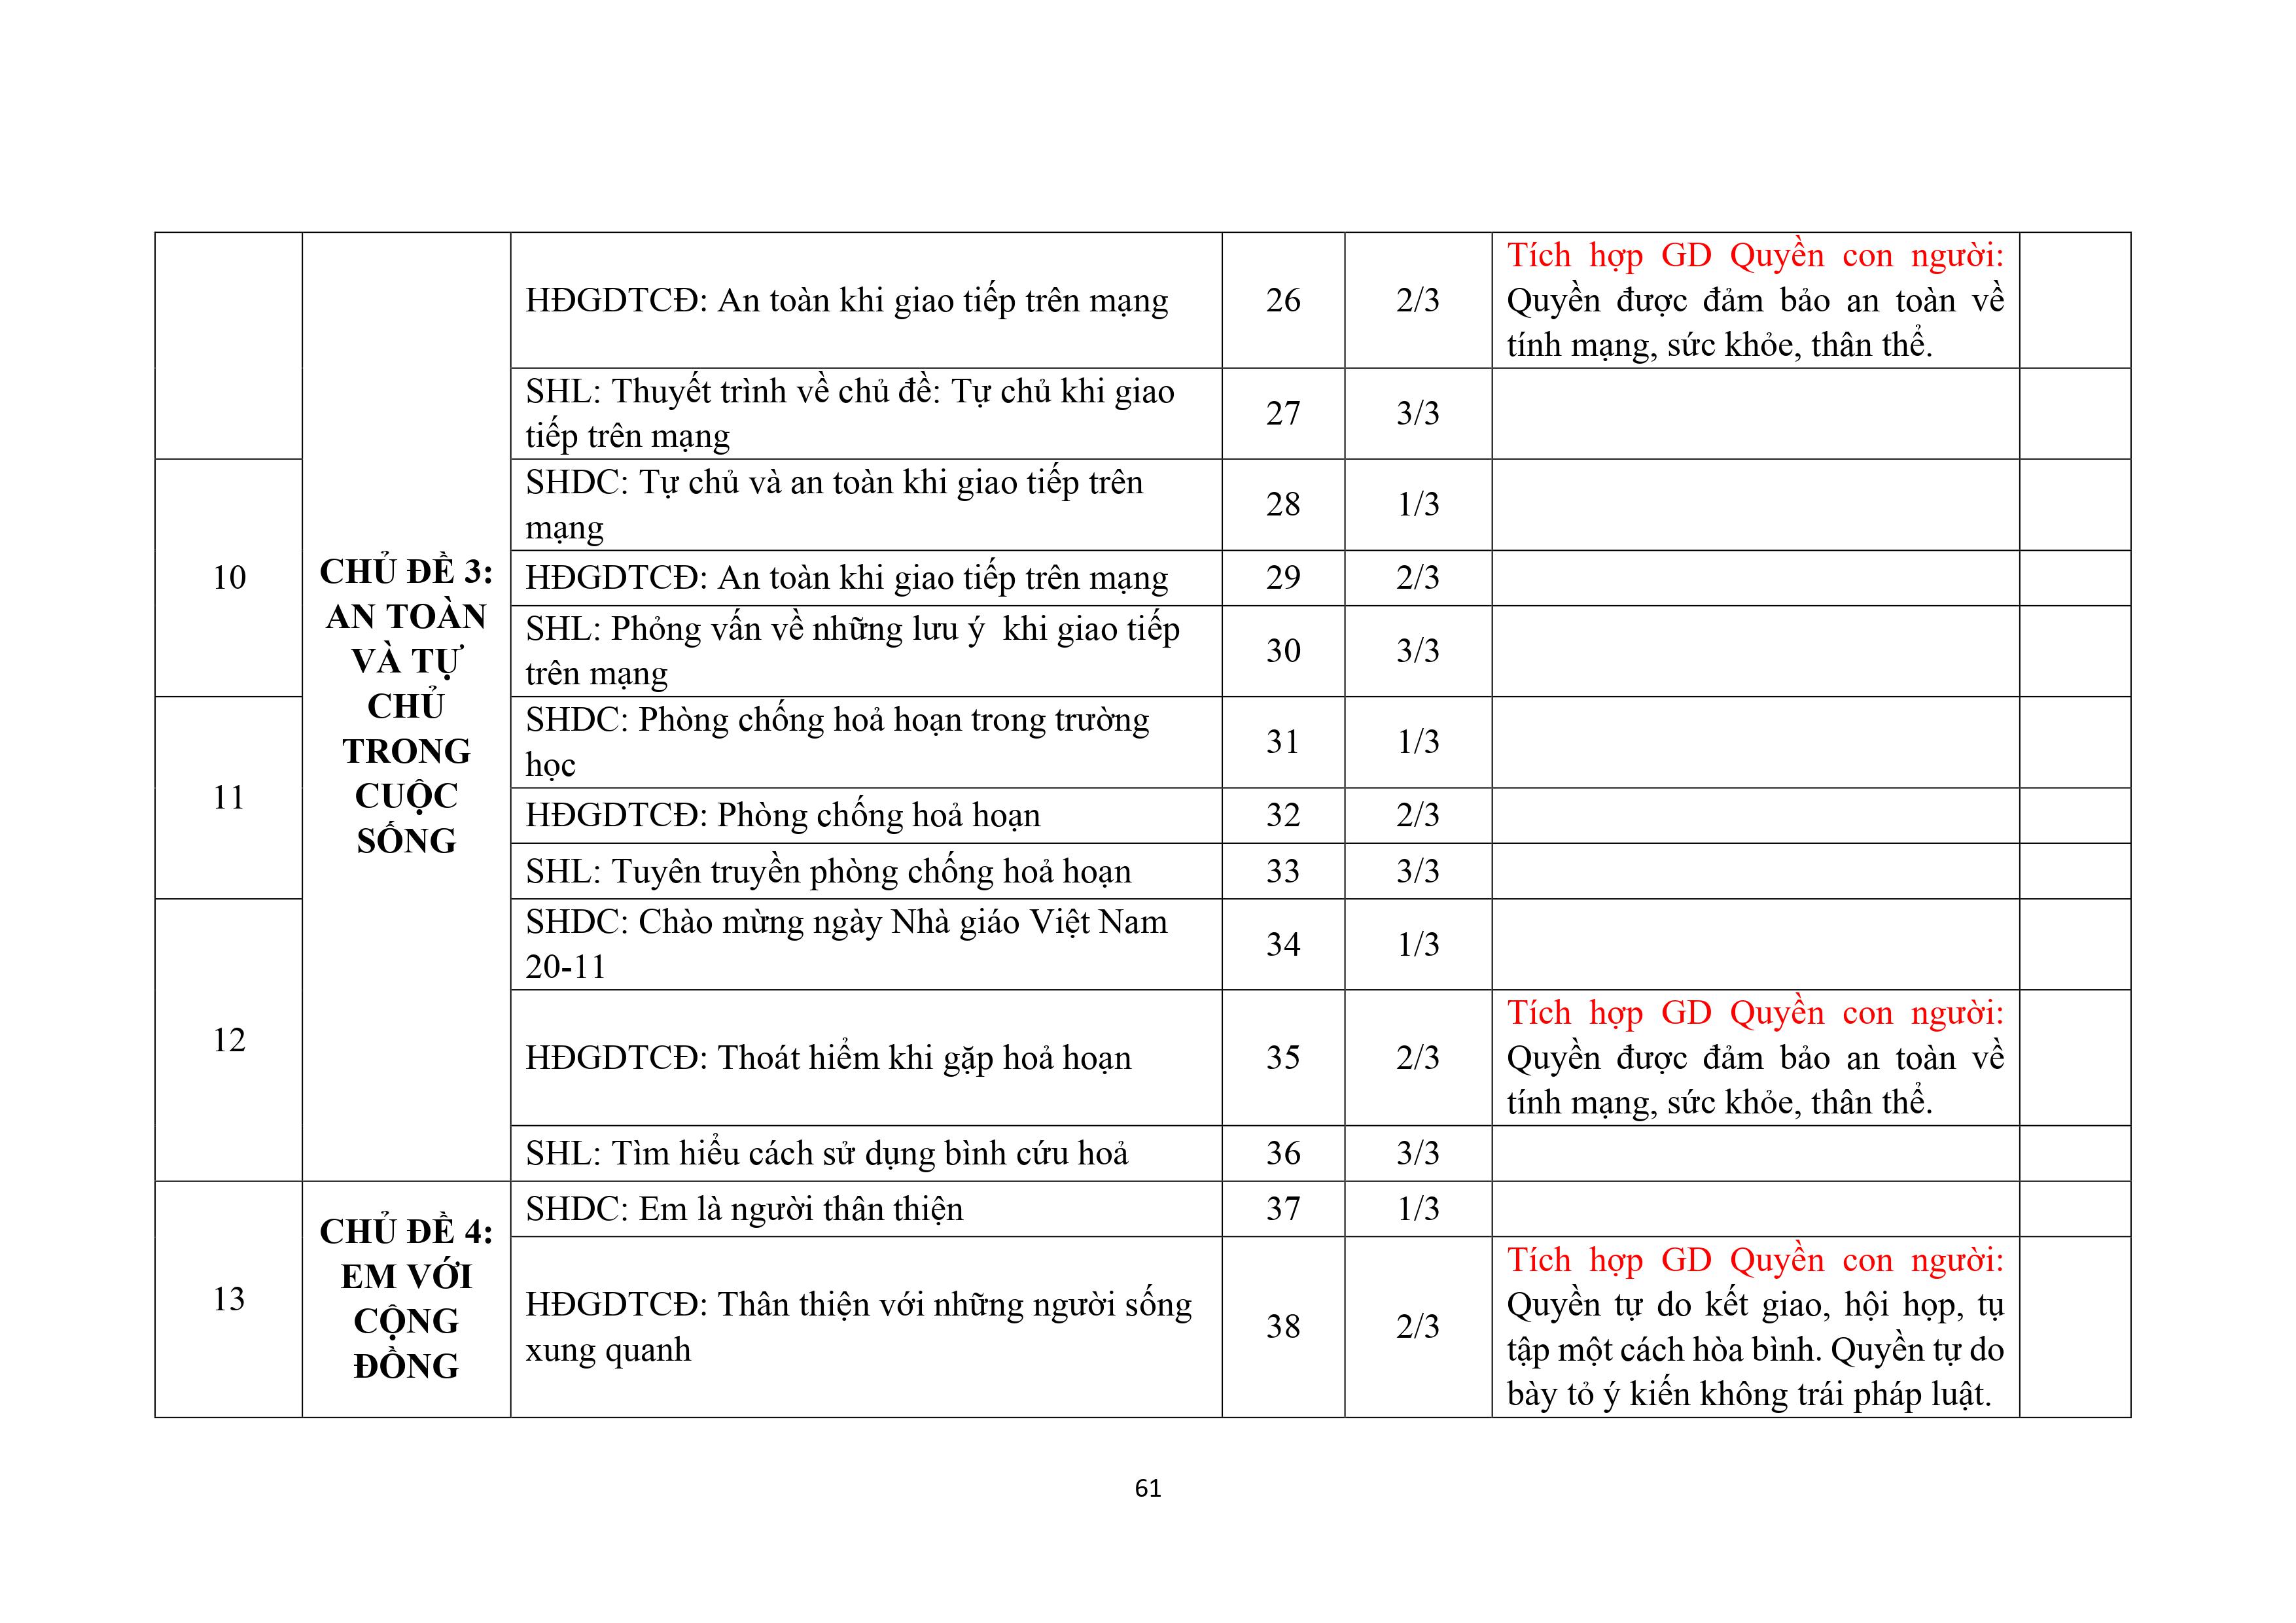 HĐGDTCĐ: An toàn khi giao tiếp trên mạng
26
2/3
Tích hợp GD Quyền con người:
Quyền được đảm bảo an toàn về
tính mạng, sức khỏe, thân thể.
SHL: Thuyết trình về chủ đề: Tự chủ khi giao
tiếp trên mạng
27
3/3
10
CHỦ ĐỀ 3:
AN TOÀN
VÀ TỰ
CHỦ
TRONG
CUỘC
SỐNG
SHDC: Tự chủ và an toàn khi giao tiếp trên
mạng
28
1/3
HĐGDTCĐ: An toàn khi giao tiếp trên mạng
29
2/3
SHL: Phỏng vấn về những lưu ý  khi giao tiếp
trên mạng
30
3/3
11
SHDC: Phòng chống hoả hoạn trong trường
học
31
1/3
HĐGDTCĐ: Phòng chống hoả hoạn
32
2/3
SHL: Tuyên truyền phòng chống hoả hoạn
33
3/3
12
SHDC: Chào mừng ngày Nhà giáo Việt Nam
20-11
34
1/3
HĐGDTCĐ: Thoát hiểm khi gặp hoả hoạn
35
2/3
Tích hợp GD Quyền con người:
Quyền được đảm bảo an toàn về
tính mạng, sức khỏe, thân thể.
SHL: Tìm hiểu cách sử dụng bình cứu hoả
36
3/3
13
CHỦ ĐỀ 4:
EM VỚI
CỘNG
ĐỒNG
SHDC: Em là người thân thiện
37
1/3
HĐGDTCĐ: Thân thiện với những người sống
xung quanh
38
2/3
Tích hợp GD Quyền con người:
Quyền tự do kết giao, hội họp, tụ
tập một cách hòa bình. Quyền tự do
bày tỏ ý kiến không trái pháp luật.
61